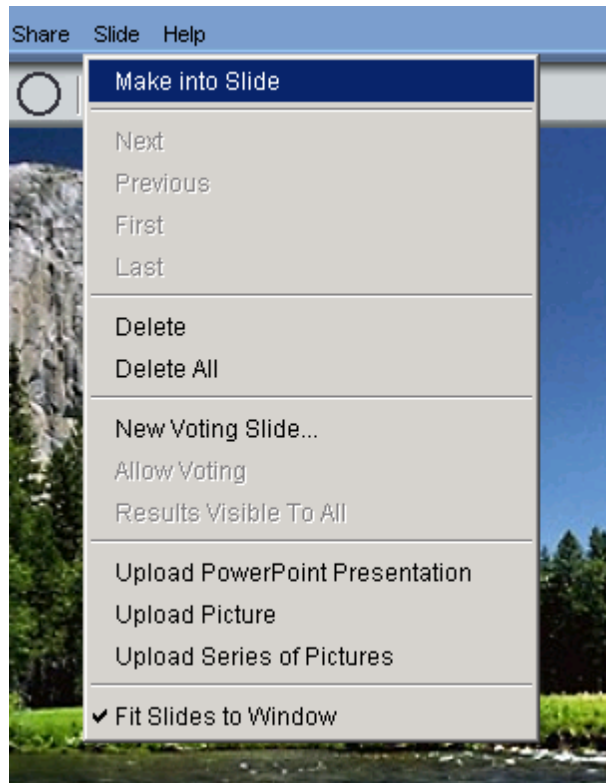 Share Slide Help
Make into Slide
Next
Previous
First
Last
Delete
Delete All
New Voting Slide...
Allow Voting
Results Visible To All
Upload PowerPoint Presentation
Upload Picture
Upload Series of Pictures
Fit Slides to Window